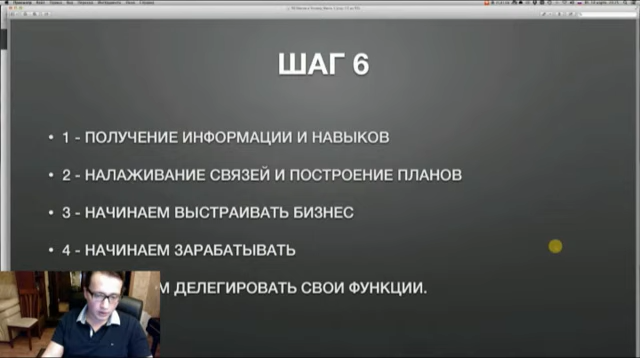 ШАГ 6
• 1 - ПОЛУЧЕНИЕ ИНФОРМАЦИИ И НАВЫКОВ
• 2 - НАЛАЖИВАНИЕ СВЯЗЕЙ И ПОСТРОЕНИЕ ПЛАНОВ
• 3 - НАЧИНАЕМ ВЫСТРАИВАТЬ БИЗНЕС
• 4 - НАЧИНАЕМ ЗАРАБАТЫВАТЬ
М ДЕЛЕГИРОВАТЬ СВОИ ФУНКЦИИ.